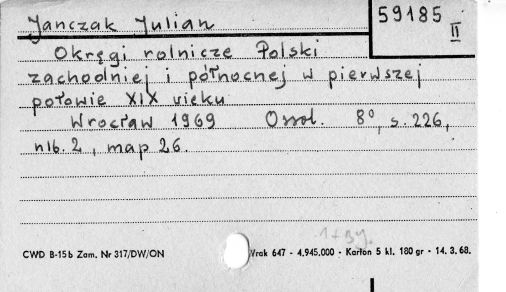 Janczak Julian
59185
II
Okręgi rolnicze Polski
zachodniej i północnej w pierwszej
połowie XIX wieku
Wrocław 1969 Ossol. 8°, s. 226,
nlb. 2, map 26.
CWD B-15b Zam. Nr 317/DW/ON
Vrak 647 - 4.945.000 - Karton 5 kl. 180 gr - 14. 3. 68.